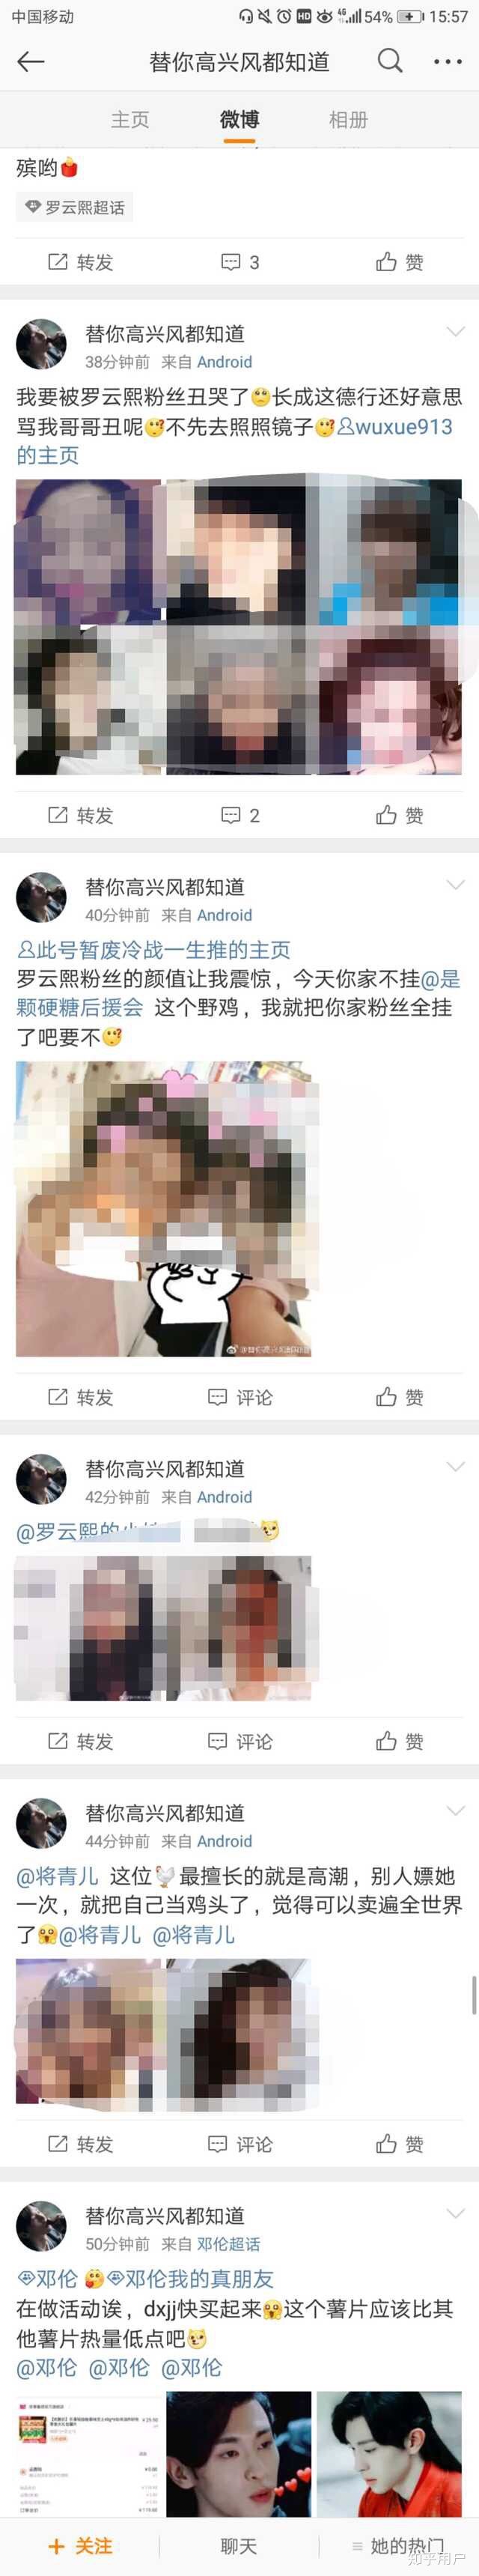 中国移动 HD 4G 54% 15:57
替你高兴风都知道
主页 微博 相册
殡哟
罗云熙超话
转发 3 赞
替你高兴风都知道
38分钟前 来自 Android
我要被罗云熙粉丝丑哭了 长成这德行还好意思
骂我哥哥丑呢 不先去照照镜子 wuxue913
的主页
转发 2 赞
替你高兴风都知道
40分钟前 来自 Android
此号暂废冷战一生推的主页
罗云熙粉丝的颜值让我震惊，今天你家不挂@是
颗硬糖后援会 这个野鸡，我就把你家粉丝全挂
了吧要不
转发 评论 赞
替你高兴风都知道
42分钟前 来自 Android
@罗云熙的小
转发 评论 赞
替你高兴风都知道
44分钟前 来自 Android
@将青儿 这位 最擅长的就是高潮，别人嫖她
一次，就把自己当鸡头了，觉得可以卖遍全世界
了 @将青儿 @将青儿
转发 评论 赞
替你高兴风都知道
50分钟前 来自 邓伦超话
邓伦 邓伦我的真朋友
在做活动诶，dxjj快买起来 这个薯片应该比其
他薯片热量低点吧
@邓伦 @邓伦 @邓伦
+ 关注 聊天 她的热门
知乎用户